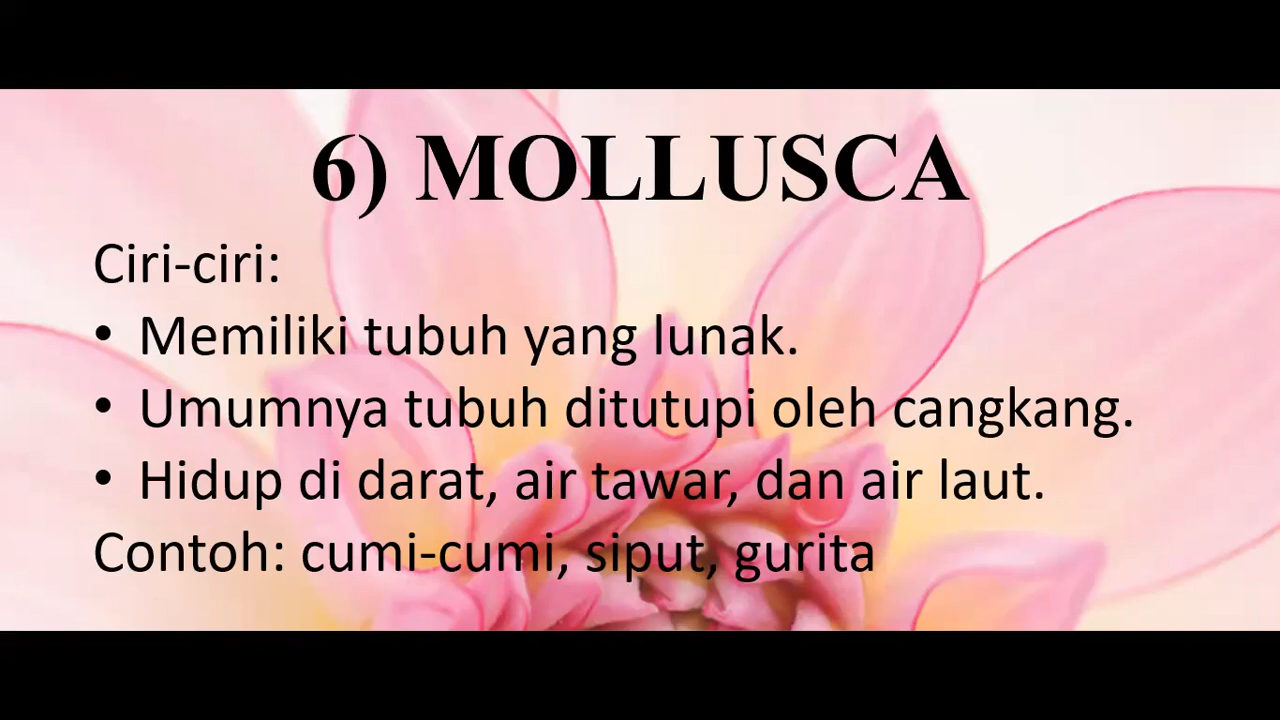 6) MOLLUSCA
Ciri-ciri:
• Memiliki tubuh yang lunak.
• Umumnya tubuh ditutupi oleh cangkang.
• Hidup di darat, air tawar, dan air laut.
Contoh: cumi-cumi, siput, gurita